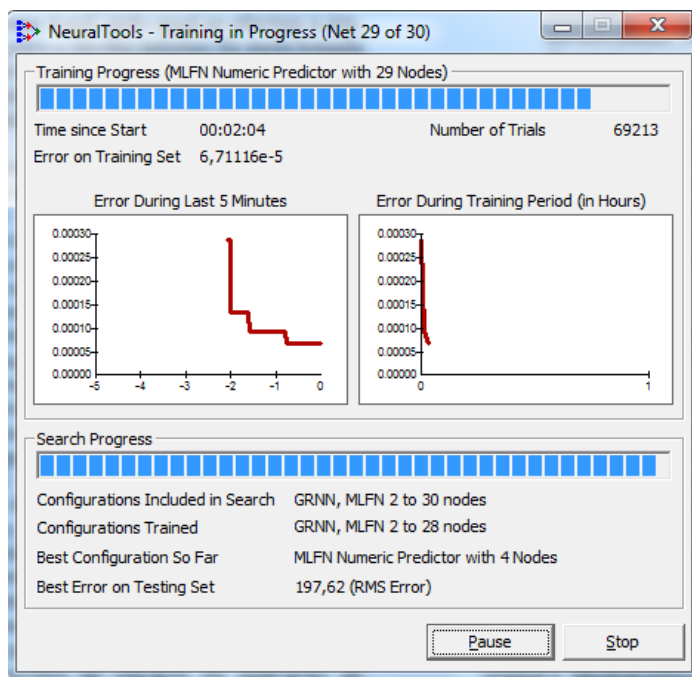 NeuralTools - Training in Progress (Net 29 of 30)
Training Progress (MLFN Numeric Predictor with 29 Nodes)
Time since Start 00:02:04 Number of Trials 69213
Error on Training Set 6,71116e-5
Error During Last 5 Minutes
0.00030
0.00025
0.00020
0.00015
0.00010
0.00005
0.00000
-5 -4 -3 -2 -1 0
Error During Training Period (in Hours)
0.00030
0.00025
0.00020
0.00015
0.00010
0.00005
0.00000
0 1
Search Progress
Configurations Included in Search GRNN, MLFN 2 to 30 nodes
Configurations Trained GRNN, MLFN 2 to 28 nodes
Best Configuration So Far MLFN Numeric Predictor with 4 Nodes
Best Error on Testing Set 197,62 (RMS Error)
Pause Stop